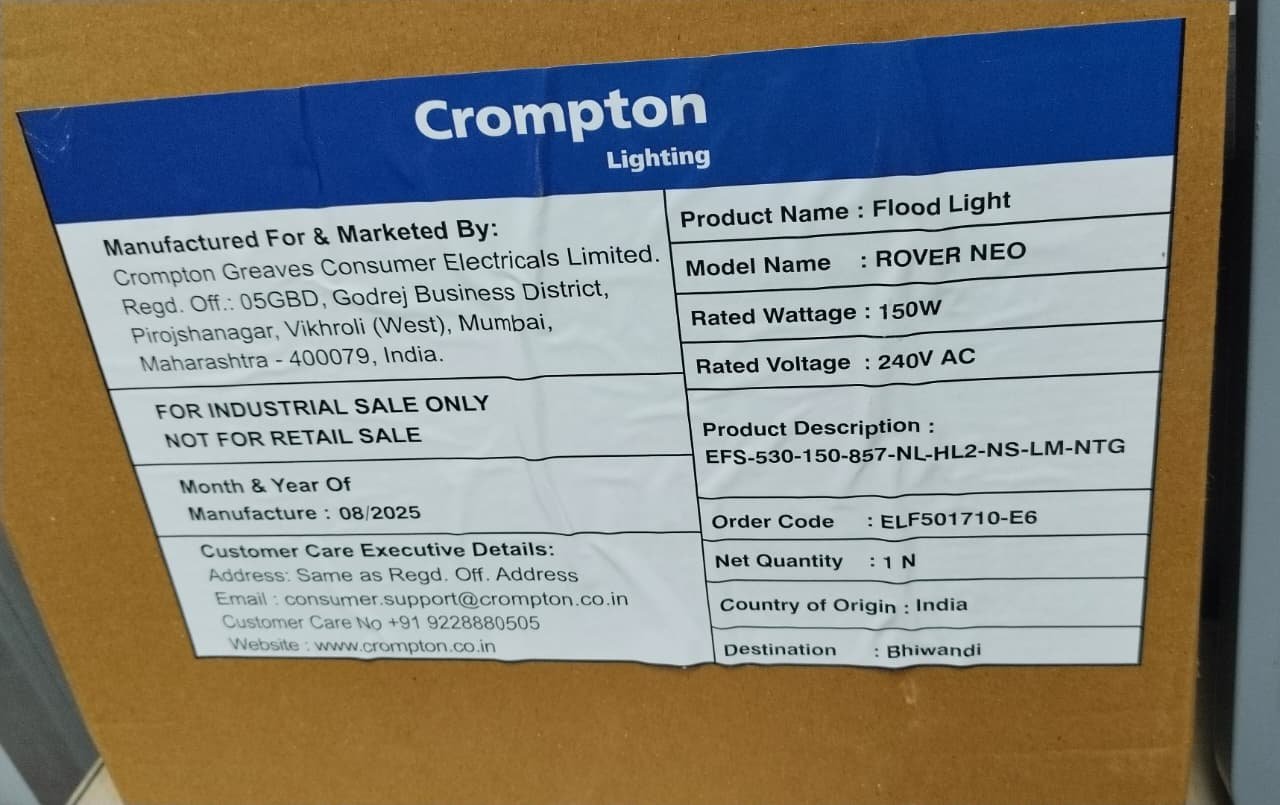 Crompton
Lighting
Manufactured For & Marketed By:
Crompton Greaves Consumer Electricals Limited.
Regd. Off.: 05GBD, Godrej Business District,
Pirojshanagar, Vikhroli (West), Mumbai,
Maharashtra - 400079, India.
FOR INDUSTRIAL SALE ONLY
NOT FOR RETAIL SALE
Month & Year Of
Manufacture : 08/2025
Customer Care Executive Details:
Address: Same as Regd. Off. Address
Email : consumer.support@crompton.co.in
Customer Care No +91 9228880505
Website : www.crompton.co.in
Product Name : Flood Light
Model Name : ROVER NEO
Rated Wattage : 150W
Rated Voltage : 240V AC
Product Description :
EFS-530-150-857-NL-HL2-NS-LM-NTG
Order Code : ELF501710-E6
Net Quantity : 1 N
Country of Origin : India
Destination : Bhiwandi